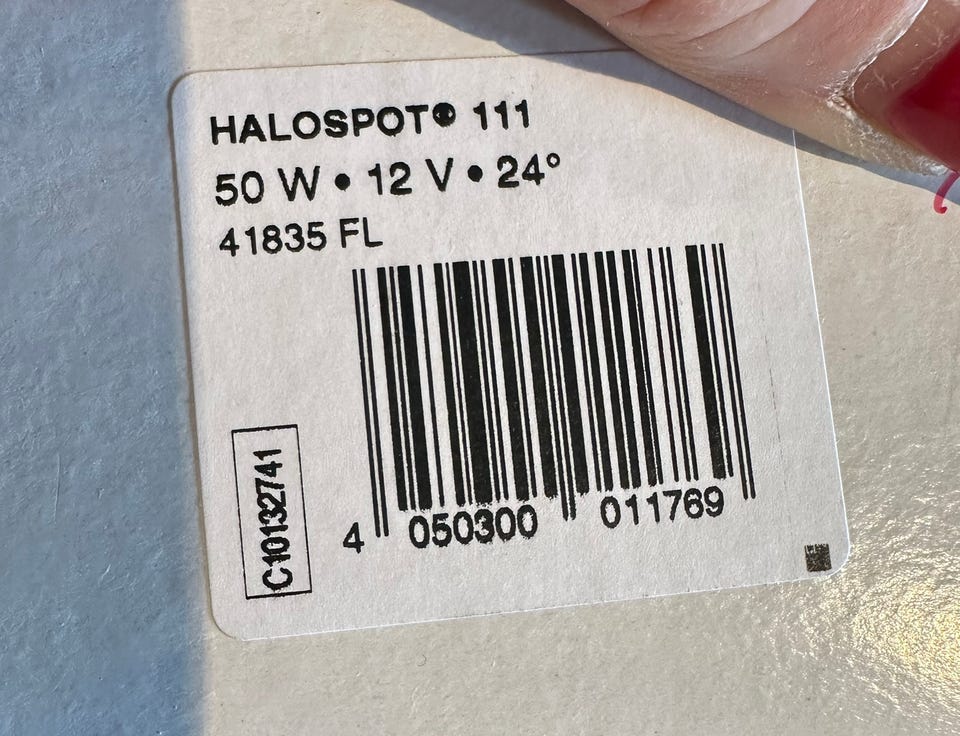 HALOSPOT® 111
50 W • 12 V • 24°
41835 FL
C10132741
4 050300 011769